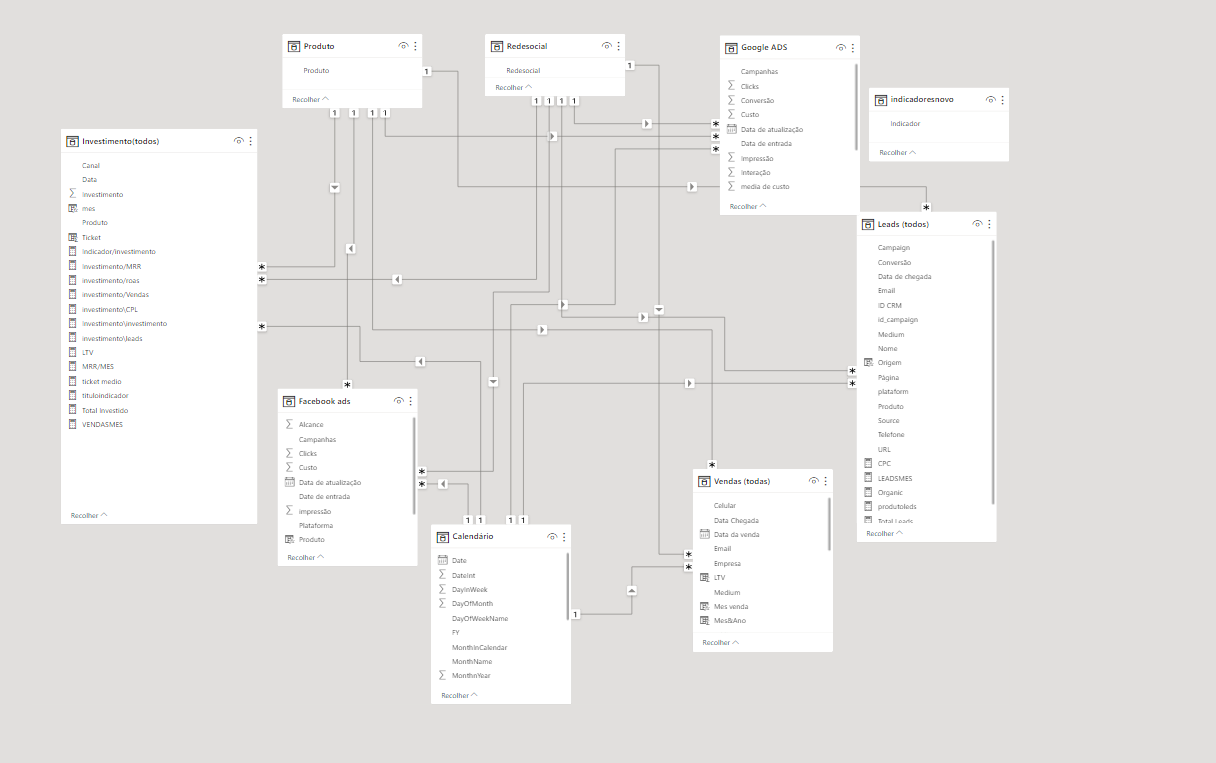 Produto
Produto
Recolher
1
1
1
1
1
Redesocial
Redesocial
Recolher
1
1
1
1
1
Google ADS
Campanhas
Clicks
Conversão
Custo
Data de atualização
Data de entrada
Impressão
Interação
media de custo
Recolher
*
*
*
indicadoresnovo
Indicador
Recolher
Investimento(todos)
Canal
Data
Investimento
mes
Produto
Ticket
Indicador/investimento
investimento/MRR
investimento/roas
investimento/Vendas
investimento\CPL
Investimento\investimento
investimento\leads
LTV
MRR/MES
ticket medio
tituloindicador
Total Investido
VENDASMES
Recolher
*
*
*
Leads (todos)
Campaign
Conversão
Data de chegada
Email
ID CRM
id_campaign
Medium
Nome
Origem
Página
plataform
Produto
Source
Telefone
URL
CPC
LEADSMES
Organic
produtoleds
Total Leads
Recolher
*
*
*
Facebook ads
Alcance
Campanhas
Clicks
Custo
Data de atualização
Date de entrada
impressão
Plataforma
Produto
Recolher
*
*
*
Calendário
Date
DateInt
DayInWeek
DayOfMonth
DayOfWeekName
FY
MonthInCalendar
MonthName
MonthnYear
Recolher
1
1
1
1
1
Vendas (todas)
Celular
Data Chegada
Data da venda
Email
Empresa
LTV
Medium
Mes venda
Mes&Ano
Recolher
*
*
*